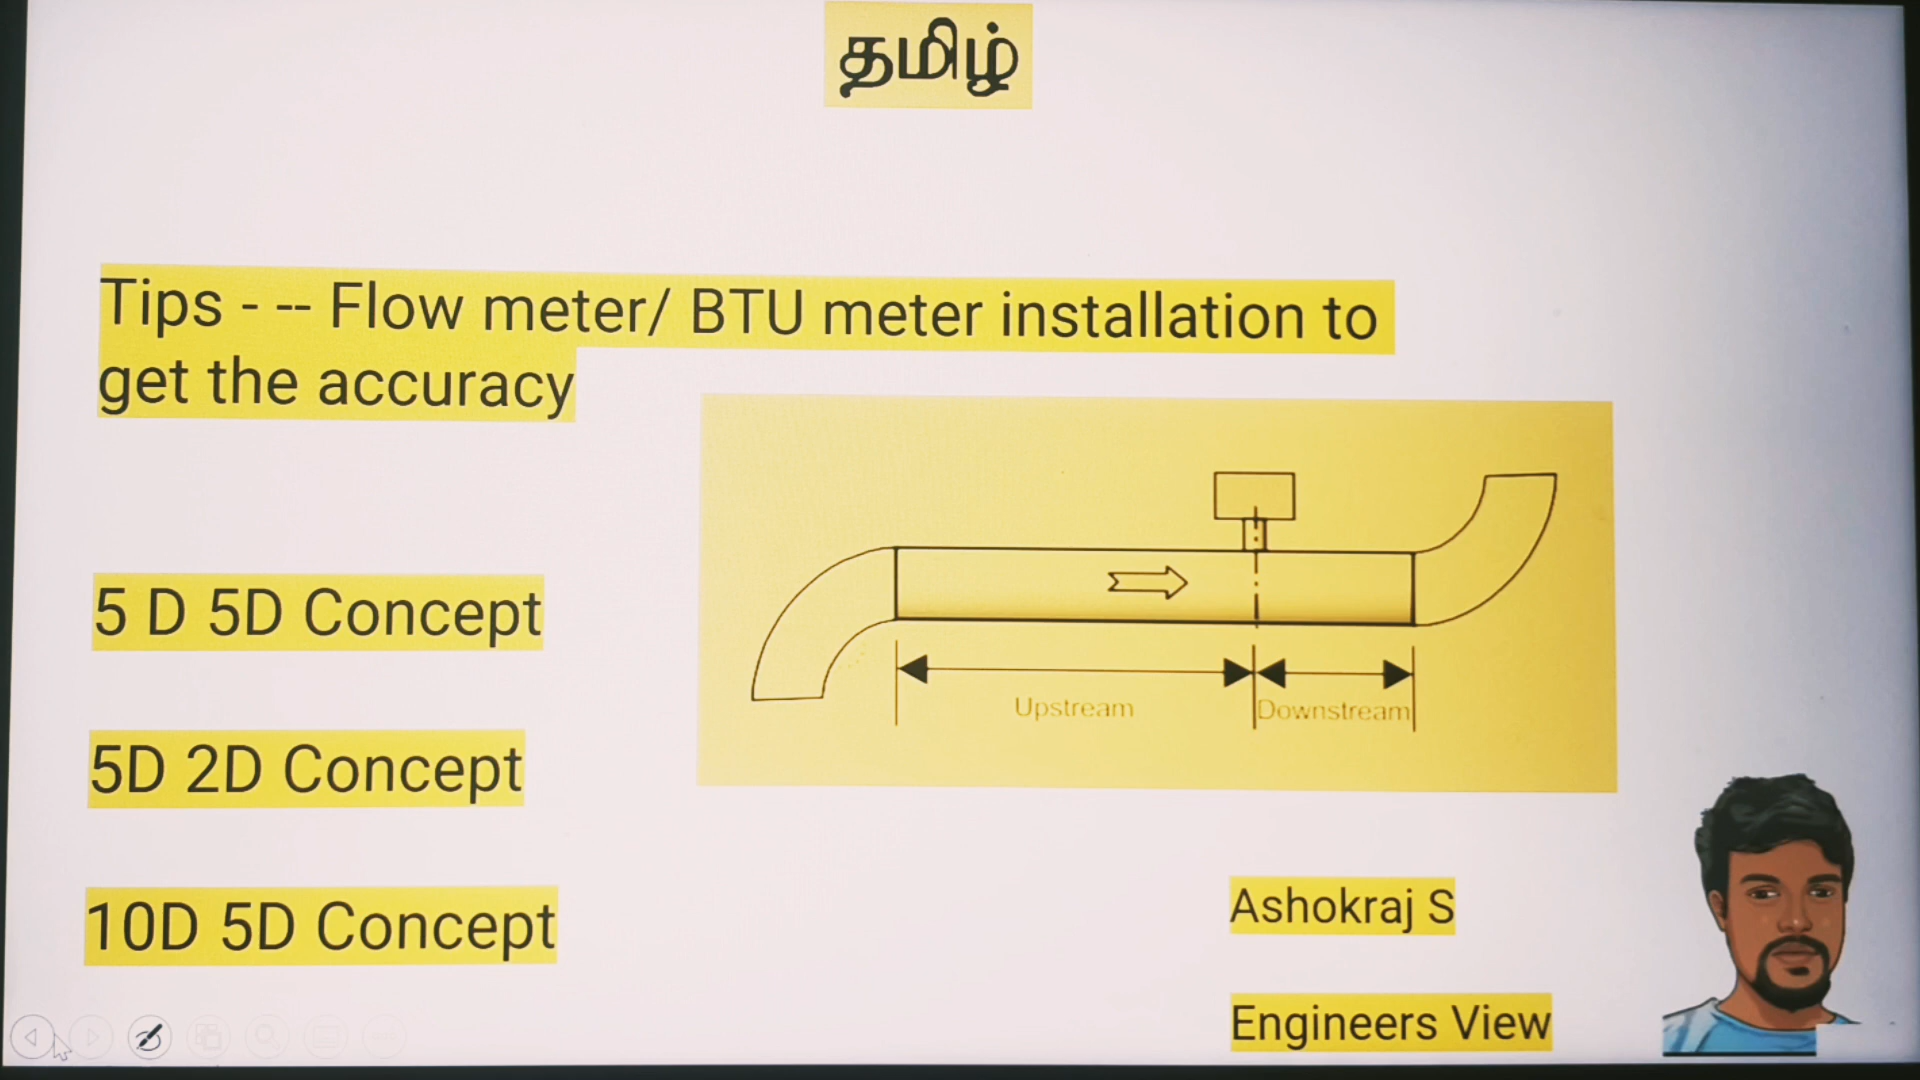 தமிழ்
Tips - -- Flow meter/ BTU meter installation to
get the accuracy
5 D 5D Concept
5D 2D Concept
10D 5D Concept
Upstream
Downstream
Ashokraj S
Engineers View